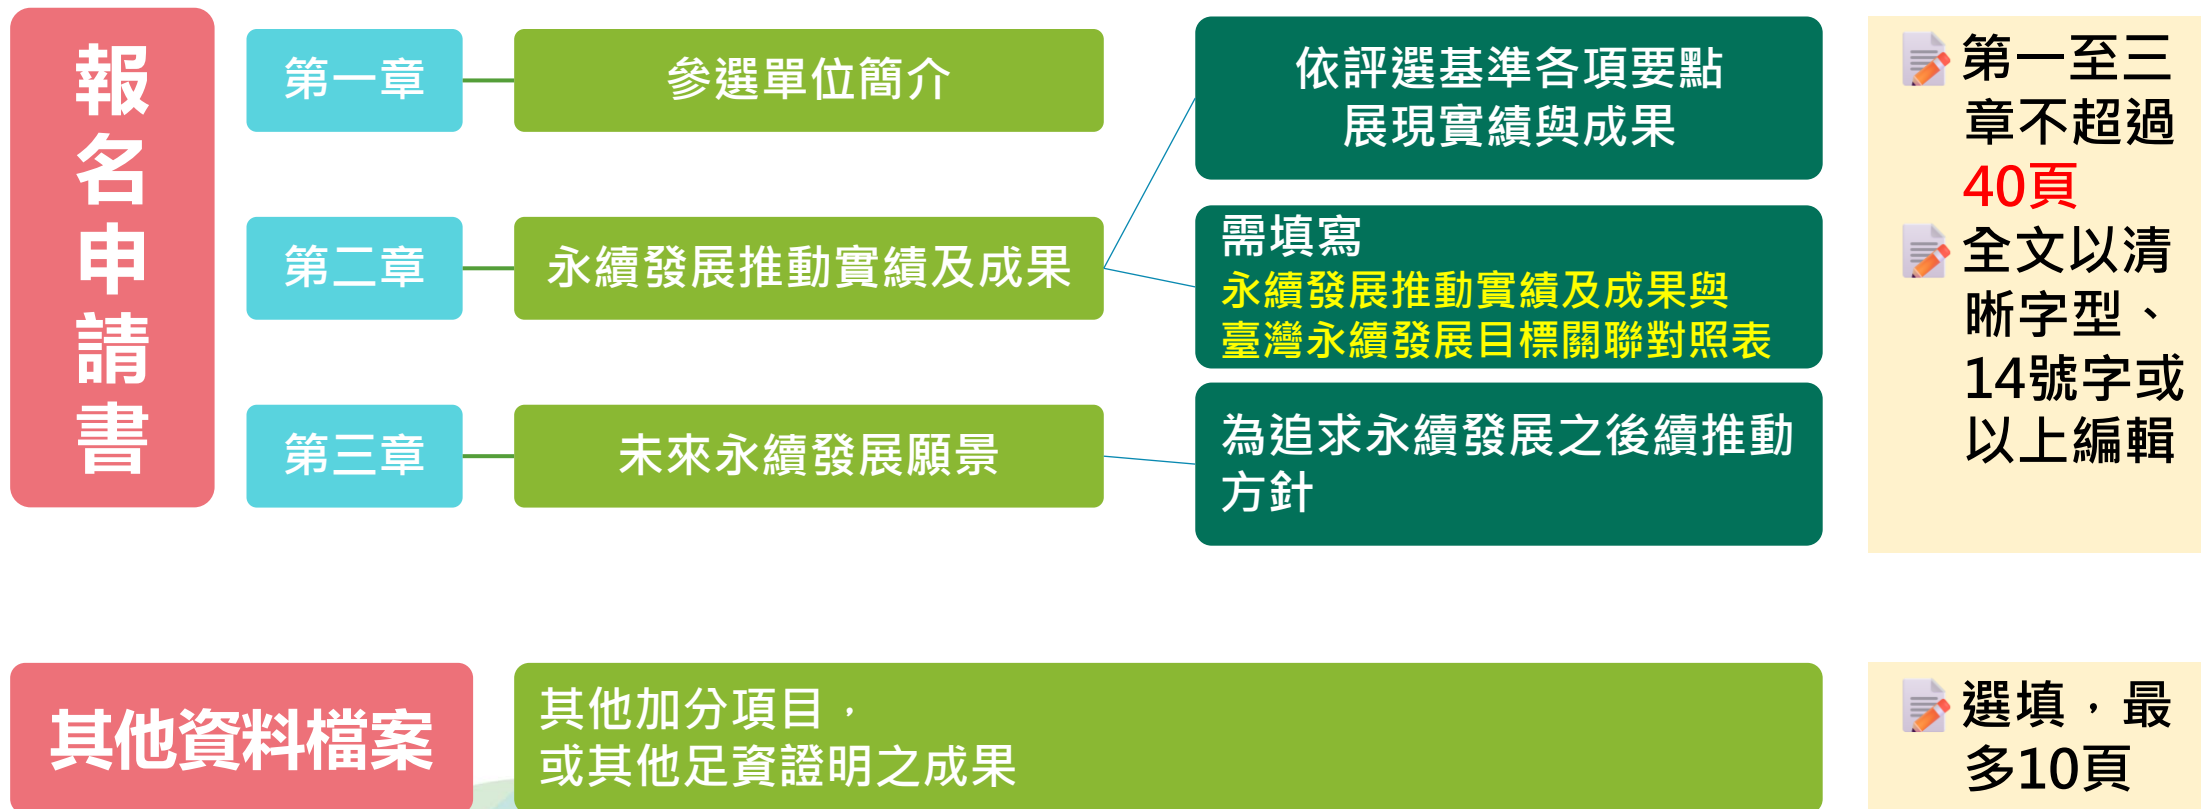 報名申請書
第一章
參選單位簡介
第二章
永續發展推動實績及成果
依評選基準各項要點
展現實績與成果
需填寫
永續發展推動實績及成果與
臺灣永續發展目標關聯對照表
第三章
未來永續發展願景
為追求永續發展之後續推動
方針
第一至三
章不超過
40頁
全文以清
晰字型、
14號字或
以上編輯
其他資料檔案
其他加分項目，
或其他足資證明之成果
選填，最
多10頁